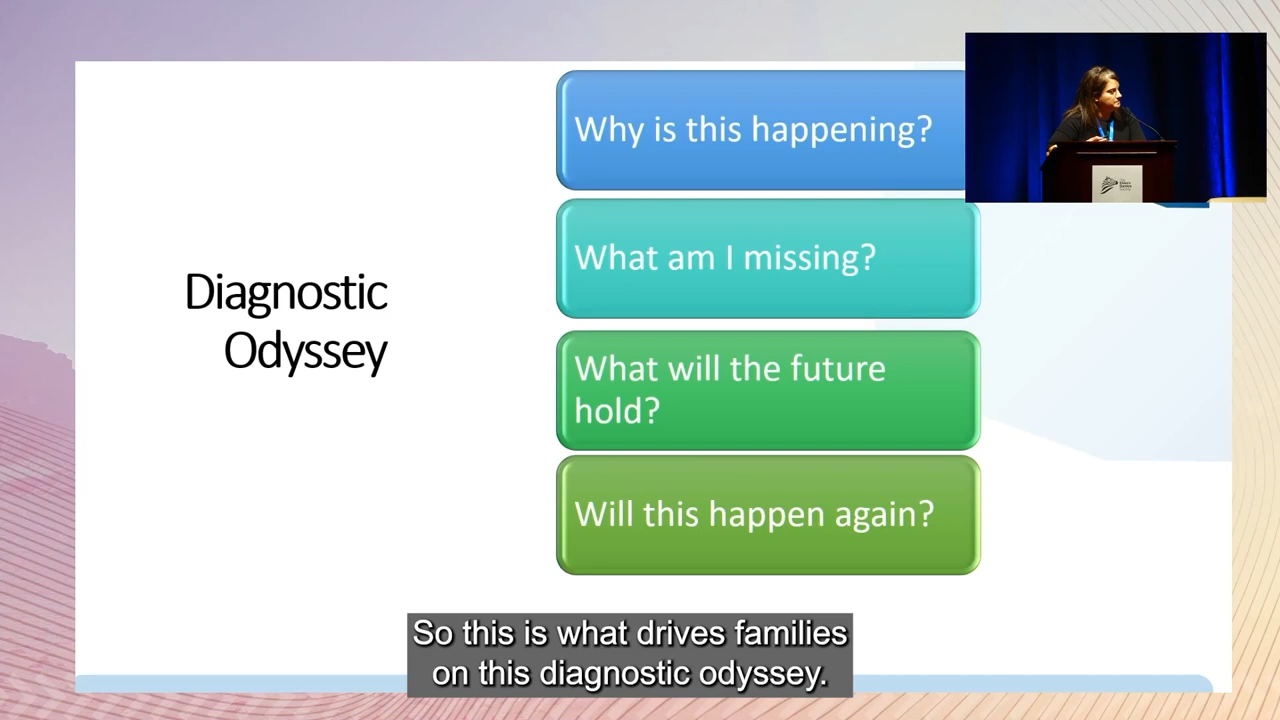 Diagnostic
Odyssey
Why is this happening?
What am I missing?
What will the future
hold?
Will this happen again?
So this is what drives families
on this diagnostic odyssey.